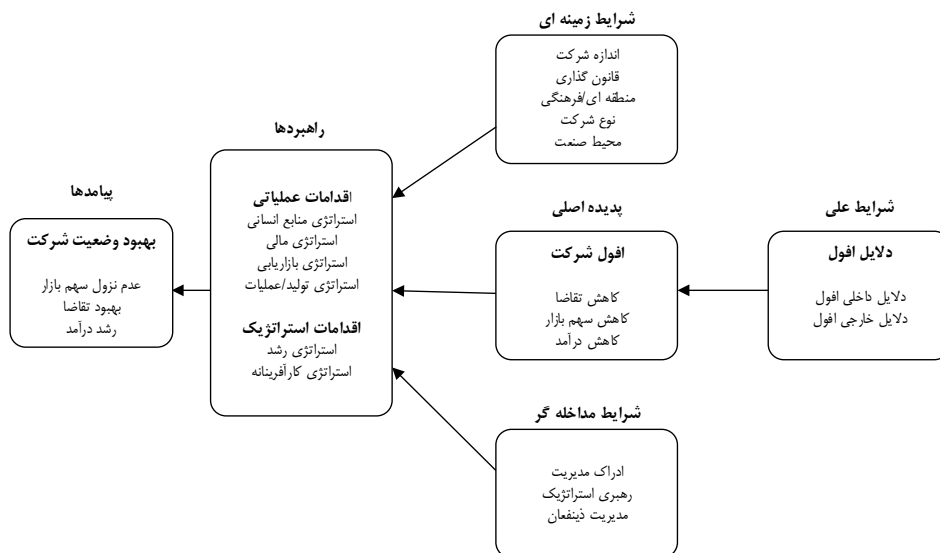 شرایط زمینه ای
اندازه شرکت
قانون گذاری
منطقه ای/فرهنگی
نوع شرکت
محیط صنعت
شرایط علی
دلایل افول
دلایل داخلی افول
دلایل خارجی افول
پدیده اصلی
افول شرکت
کاهش تقاضا
کاهش سهم بازار
کاهش درآمد
شرایط مداخله گر
ادراک مدیریت
رهبری استراتژیک
مدیریت ذینفعان
راهبردها
اقدامات عملیاتی
استراتژی منابع انسانی
استراتژی مالی
استراتژی بازاریابی
استراتژی تولید/عملیات
اقدامات استراتژیک
استراتژی رشد
استراتژی کارآفرینانه
پیامدها
بهبود وضعیت شرکت
عدم نزول سهم بازار
بهبود تقاضا
رشد درآمد